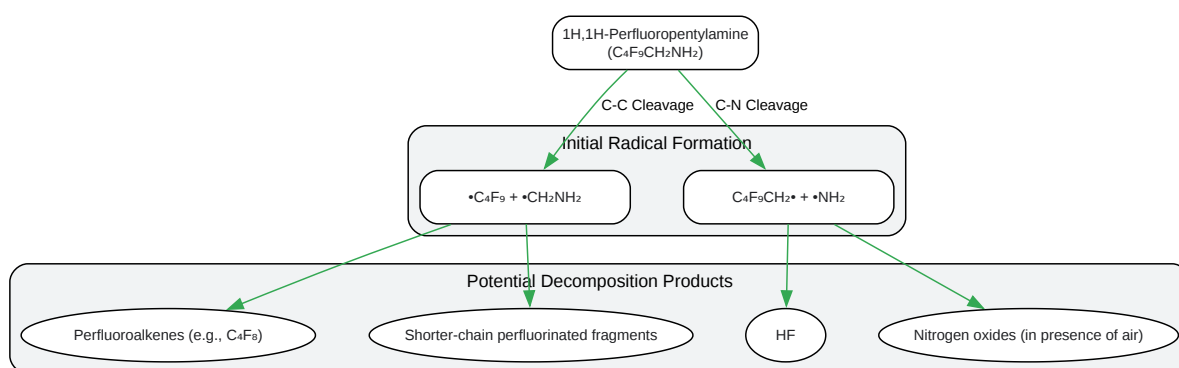 1H,1H-Perfluoropentylamine
(C₄F₉CH₂NH₂)
C-C Cleavage
C-N Cleavage
Initial Radical Formation
•C₄F₉ + •CH₂NH₂
C₄F₉CH₂• + •NH₂
Potential Decomposition Products
Perfluoroalkenes (e.g., C₄F₈)
Shorter-chain perfluorinated fragments
HF
Nitrogen oxides (in presence of air)